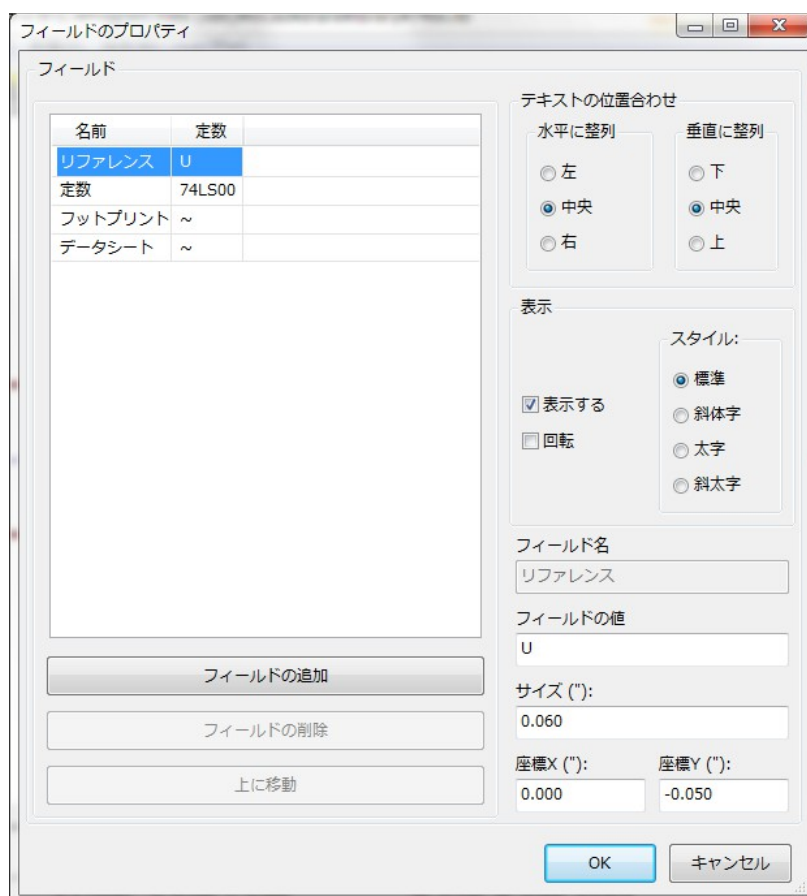 フィールドのプロパティ
フィールド
名前 定数
リファレンス U
定数 74LS00
フットプリント ~
データシート ~
フィールドの追加
フィールドの削除
上に移動
テキストの位置合わせ
水平に整列
左
中央
右
垂直に整列
下
中央
上
表示
表示する
回転
スタイル:
標準
斜体字
太字
斜太字
フィールド名
リファレンス
フィールドの値
U
サイズ ("):
0.060
座標X ("): 座標Y ("):
0.000 -0.050
OK キャンセル